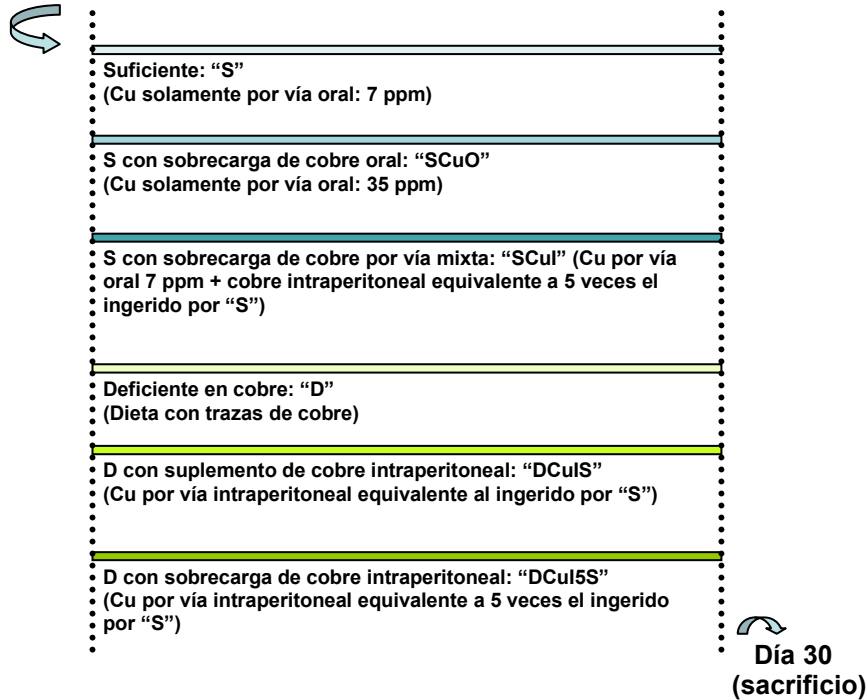 Suficiente: “S”
(Cu solamente por vía oral: 7 ppm)
S con sobrecarga de cobre oral: “SCuO”
(Cu solamente por vía oral: 35 ppm)
S con sobrecarga de cobre por vía mixta: “SCuI” (Cu por vía
oral 7 ppm + cobre intraperitoneal equivalente a 5 veces el
ingerido por “S”)
Deficiente en cobre: “D”
(Dieta con trazas de cobre)
D con suplemento de cobre intraperitoneal: “DCuIS”
(Cu por vía intraperitoneal equivalente al ingerido por “S”)
D con sobrecarga de cobre intraperitoneal: “DCuI5S”
(Cu por vía intraperitoneal equivalente a 5 veces el ingerido
por “S”)
Día 30
(sacrificio)